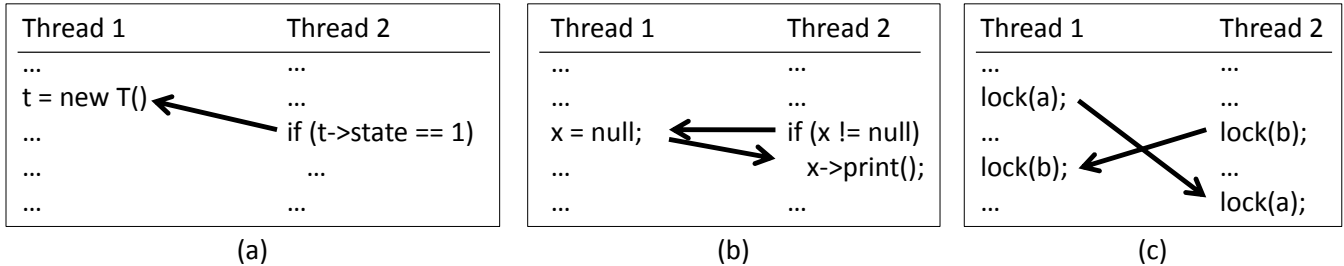 Thread 1 Thread 2
... ...
t = new T() ...
... if (t->state == 1)
... ...
... ...
(a)
Thread 1 Thread 2
... ...
... ...
x = null; if (x != null)
... x->print();
... ...
(b)
Thread 1 Thread 2
... ...
lock(a); ...
... lock(b);
lock(b); ...
... lock(a);
(c)